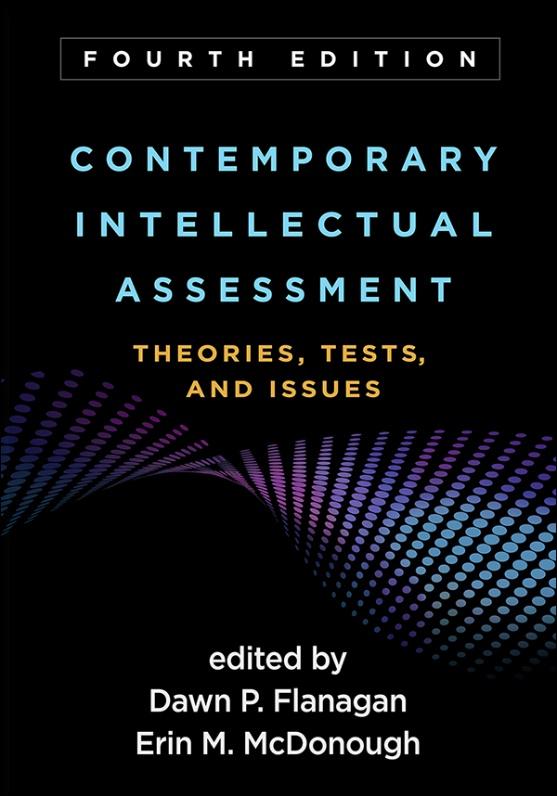 FOURTH EDITION
CONTEMPORARY
INTELLECTUAL
ASSESSMENT
THEORIES, TESTS,
AND ISSUES
edited by
Dawn P. Flanagan
Erin M. McDonough